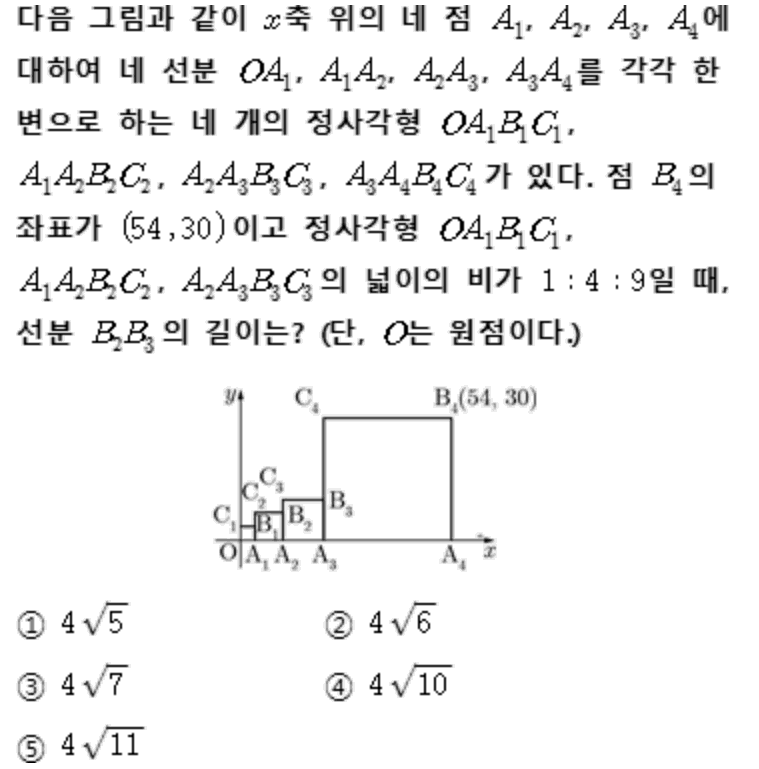 다음 그림과 같이 x축 위의 네 점 A₁, A₂, A₃, A₄에
대하여 네 선분 OA₁, A₁A₂, A₂A₃, A₃A₄를 각각 한
변으로 하는 네 개의 정사각형 OA₁B₁C₁,
A₁A₂B₂C₂, A₂A₃B₃C₃, A₃A₄B₄C₄가 있다. 점 B₄의
좌표가 (54,30)이고 정사각형 OA₁B₁C₁,
A₁A₂B₂C₂, A₂A₃B₃C₃의 넓이의 비가 1 : 4 : 9일 때,
선분 B₂B₃의 길이는? (단, O는 원점이다.)
y C₄ B₄(54, 30)
C₃
C₂ B₃
C₁ B₁ B₂
O A₁ A₂ A₃ A₄ x
① 4√5 ② 4√6
③ 4√7 ④ 4√10
⑤ 4√11